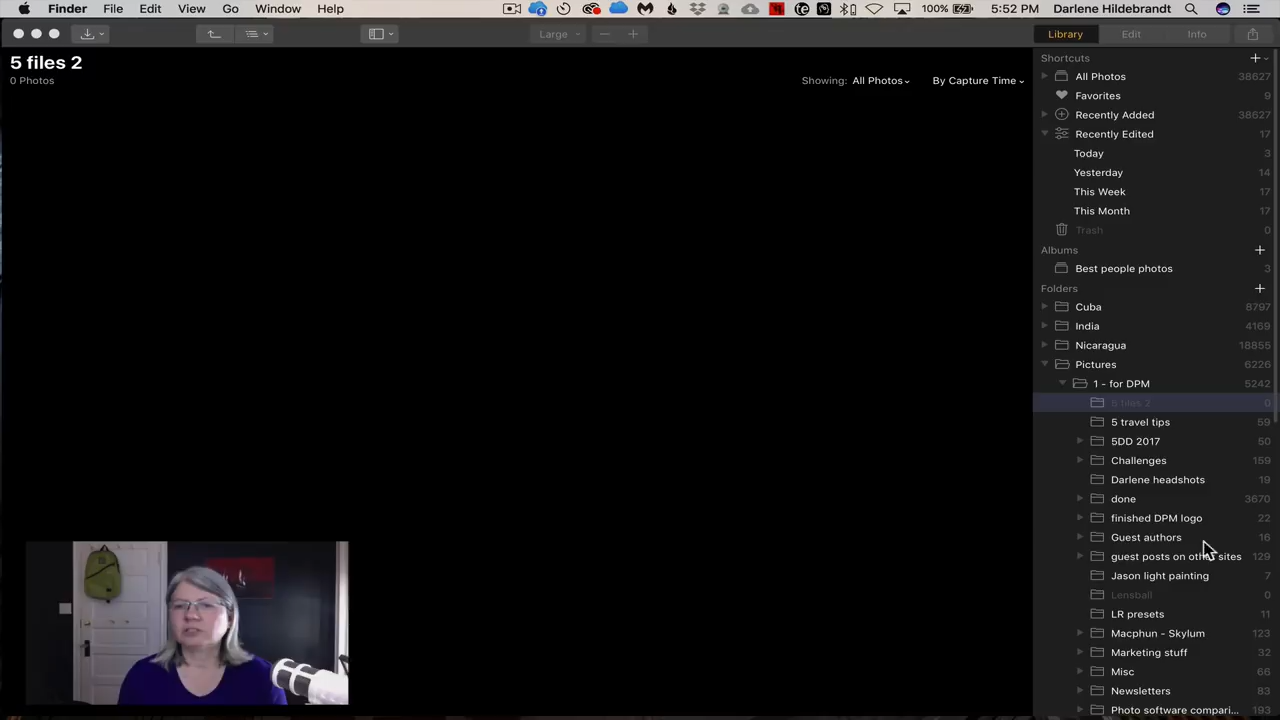 Finder File Edit View Go Window Help 100% 5:52 PM Darlene Hildebrandt
Large Library Edit Info
5 files 2
0 Photos
Showing: All Photos By Capture Time
Shortcuts
All Photos 38627
Favorites 9
Recently Added 38627
Recently Edited 17
Today 3
Yesterday 14
This Week 17
This Month 17
Trash 0
Albums
Best people photos 3
Folders
Cuba 8797
India 4169
Nicaragua 18855
Pictures 6226
1 - for DPM 5242
5 files 2 0
5 travel tips 59
5DD 2017 50
Challenges 159
Darlene headshots 19
done 3670
finished DPM logo 22
Guest authors 16
guest posts on other sites 129
Jason light painting 7
Lensball 0
LR presets 11
Macphun - Skylum 123
Marketing stuff 32
Misc 66
Newsletters 83
Photo software compari... 193